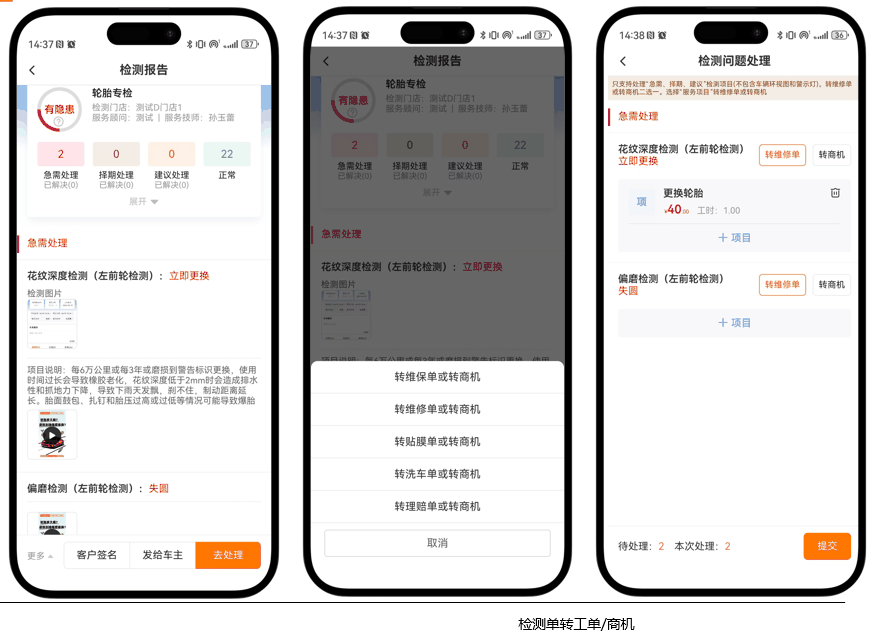 14:37
37
检测报告
有隐患
?
轮胎专检
检测门店：测试D门店1
服务顾问：测试 | 服务技师：孙玉蕾
2
0
0
22
急需处理
择期处理
建议处理
正常
已解决(0)
已解决(0)
已解决(0)
展开
急需处理
花纹深度检测（左前轮检测）：立即更换
检测图片
项目说明：每6万公里或每3年或磨损到警告标识更换，使用
时间过长会导致橡胶老化，花纹深度低于2mm时会造成排水
性和抓地力下降，导致下雨天发飘，刹不住，制动距离延
长。胎面鼓包、扎钉和胎压过高或过低等情况可能导致爆胎
偏磨检测（左前轮检测）：失圆
更多
客户签名
发给车主
去处理
14:37
37
检测报告
有隐患
?
轮胎专检
检测门店：测试D门店1
服务顾问：测试 | 服务技师：孙玉蕾
2
0
0
22
急需处理
择期处理
建议处理
正常
已解决(0)
已解决(0)
已解决(0)
展开
急需处理
花纹深度检测（左前轮检测）：立即更换
检测图片
项目说明：每6万公里或每3年或磨损到警告标识更换，使用
转维保单或转商机
转维修单或转商机
转贴膜单或转商机
转洗车单或转商机
转理赔单或转商机
取消
14:38
36
检测问题处理
只支持处理“急需、择期、建议”检测项目(不包含车辆环视图和警示灯)，转维修单
或转商机二选一。选择“服务项目”转维修单或转商机
急需处理
花纹深度检测（左前轮检测）
立即更换
转维修单
转商机
项
更换轮胎
¥40.00 工时：1.00
+ 项目
偏磨检测（左前轮检测）
失圆
转维修单
转商机
+ 项目
待处理：2 本次处理：2
提交
检测单转工单/商机